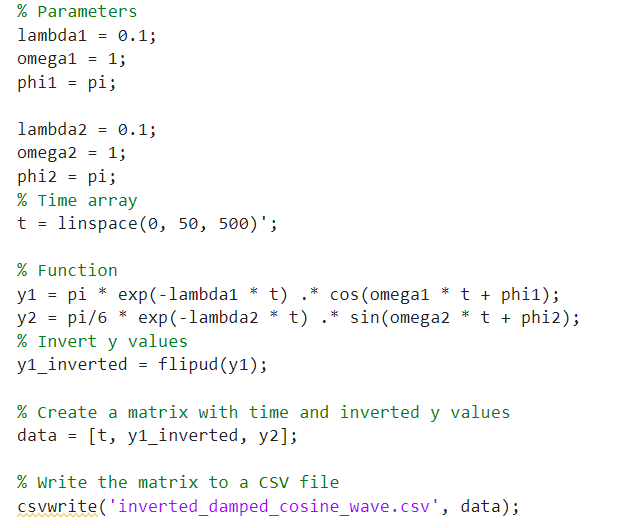 % Parameters
lambda1 = 0.1;
omega1 = 1;
phi1 = pi;
lambda2 = 0.1;
omega2 = 1;
phi2 = pi;
% Time array
t = linspace(0, 50, 500)';
% Function
y1 = pi * exp(-lambda1 * t) .* cos(omega1 * t + phi1);
y2 = pi/6 * exp(-lambda2 * t) .* sin(omega2 * t + phi2);
% Invert y values
y1_inverted = flipud(y1);
% Create a matrix with time and inverted y values
data = [t, y1_inverted, y2];
% Write the matrix to a CSV file
csvwrite('inverted_damped_cosine_wave.csv', data);